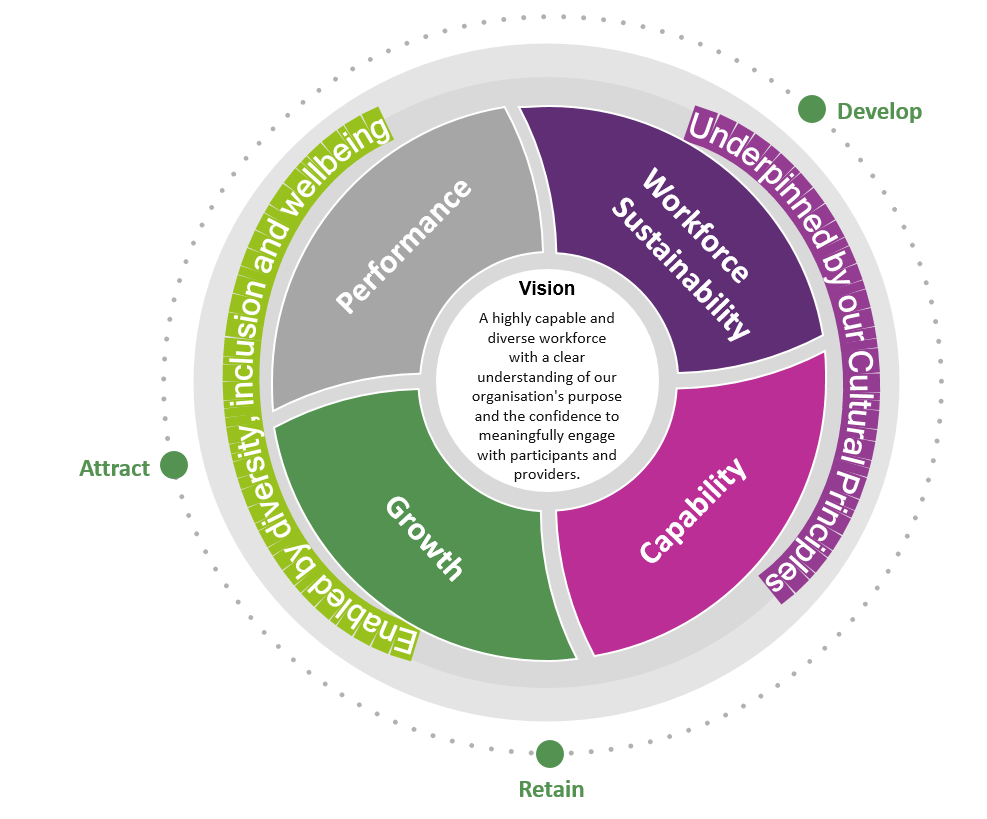 Develop
Underpinned by our Cultural Principles
Enabled by diversity, inclusion and wellbeing
Performance
Workforce
Sustainability
Vision
A highly capable and
diverse workforce
with a clear
understanding of our
organisation's purpose
and the confidence to
meaningfully engage
with participants and
providers.
Attract
Growth
Capability
Retain